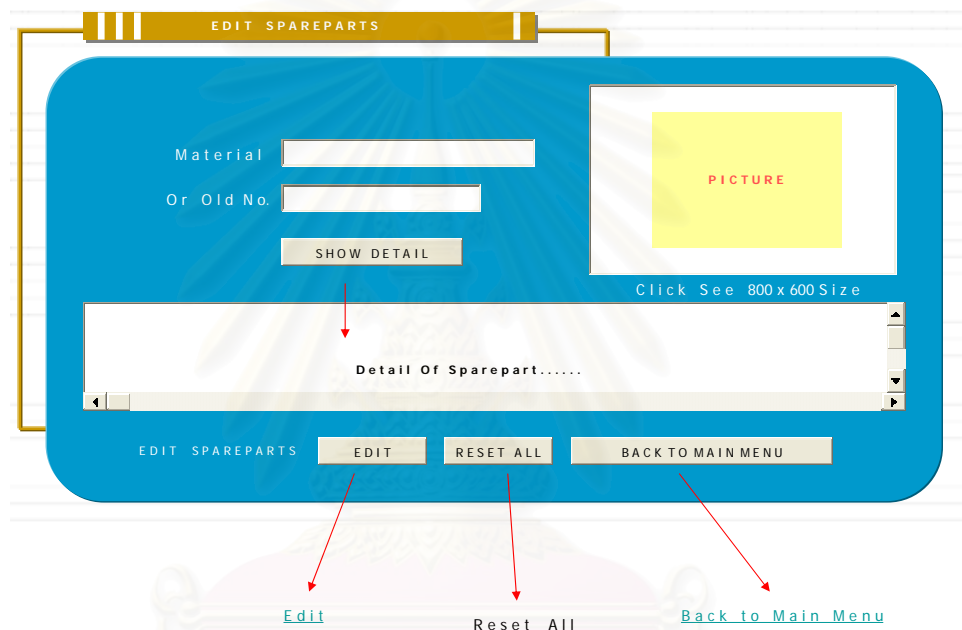 EDIT SPAREPARTS
Material
PICTURE
Or Old No.
SHOW DETAIL
Click See 800 x 600 Size
Detail Of Sparepart......
EDIT SPAREPARTS EDIT RESET ALL BACK TO MAIN MENU
Edit Reset All Back to Main Menu